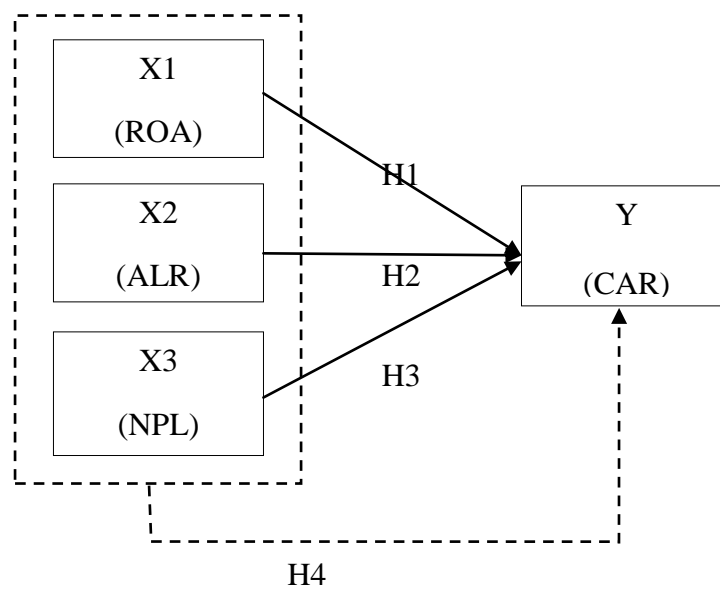 X1
(ROA)
H1
X2
(ALR)
H2
X3
(NPL)
H3
Y
(CAR)
H4